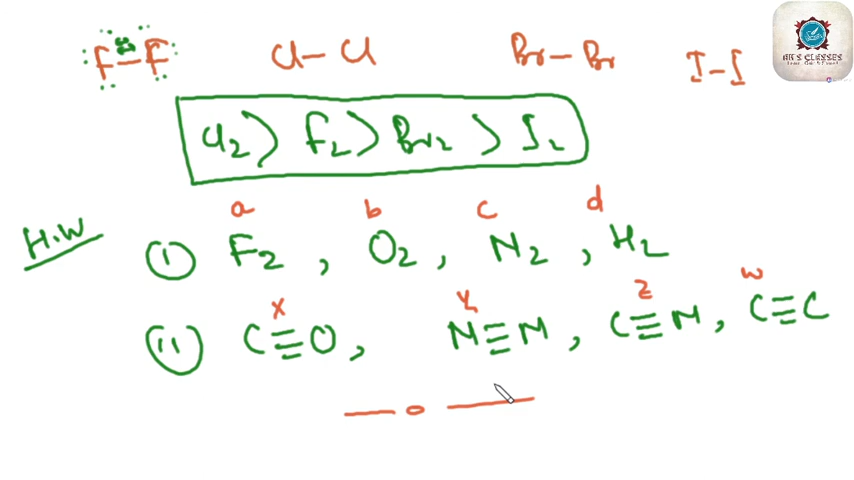 F–F Cl–Cl Br–Br I–I
Cl2 > F2 > Br2 > I2
H.W
a b c d
(i) F2 , O2 , N2 , H2
x y z w
(ii) C≡O , N≡N , C≡N , C≡C
— o —